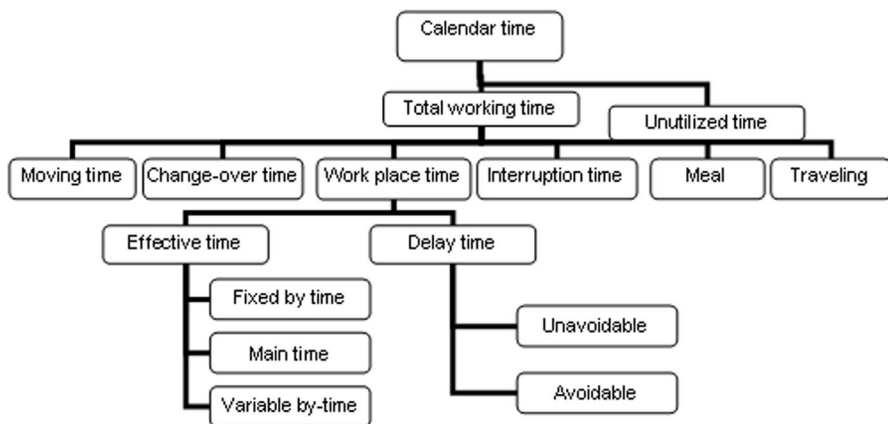 Calendar time
Total working time
Unutilized time
Moving time
Change-over time
Work place time
Interruption time
Meal
Traveling
Effective time
Delay time
Fixed by time
Main time
Variable by-time
Unavoidable
Avoidable